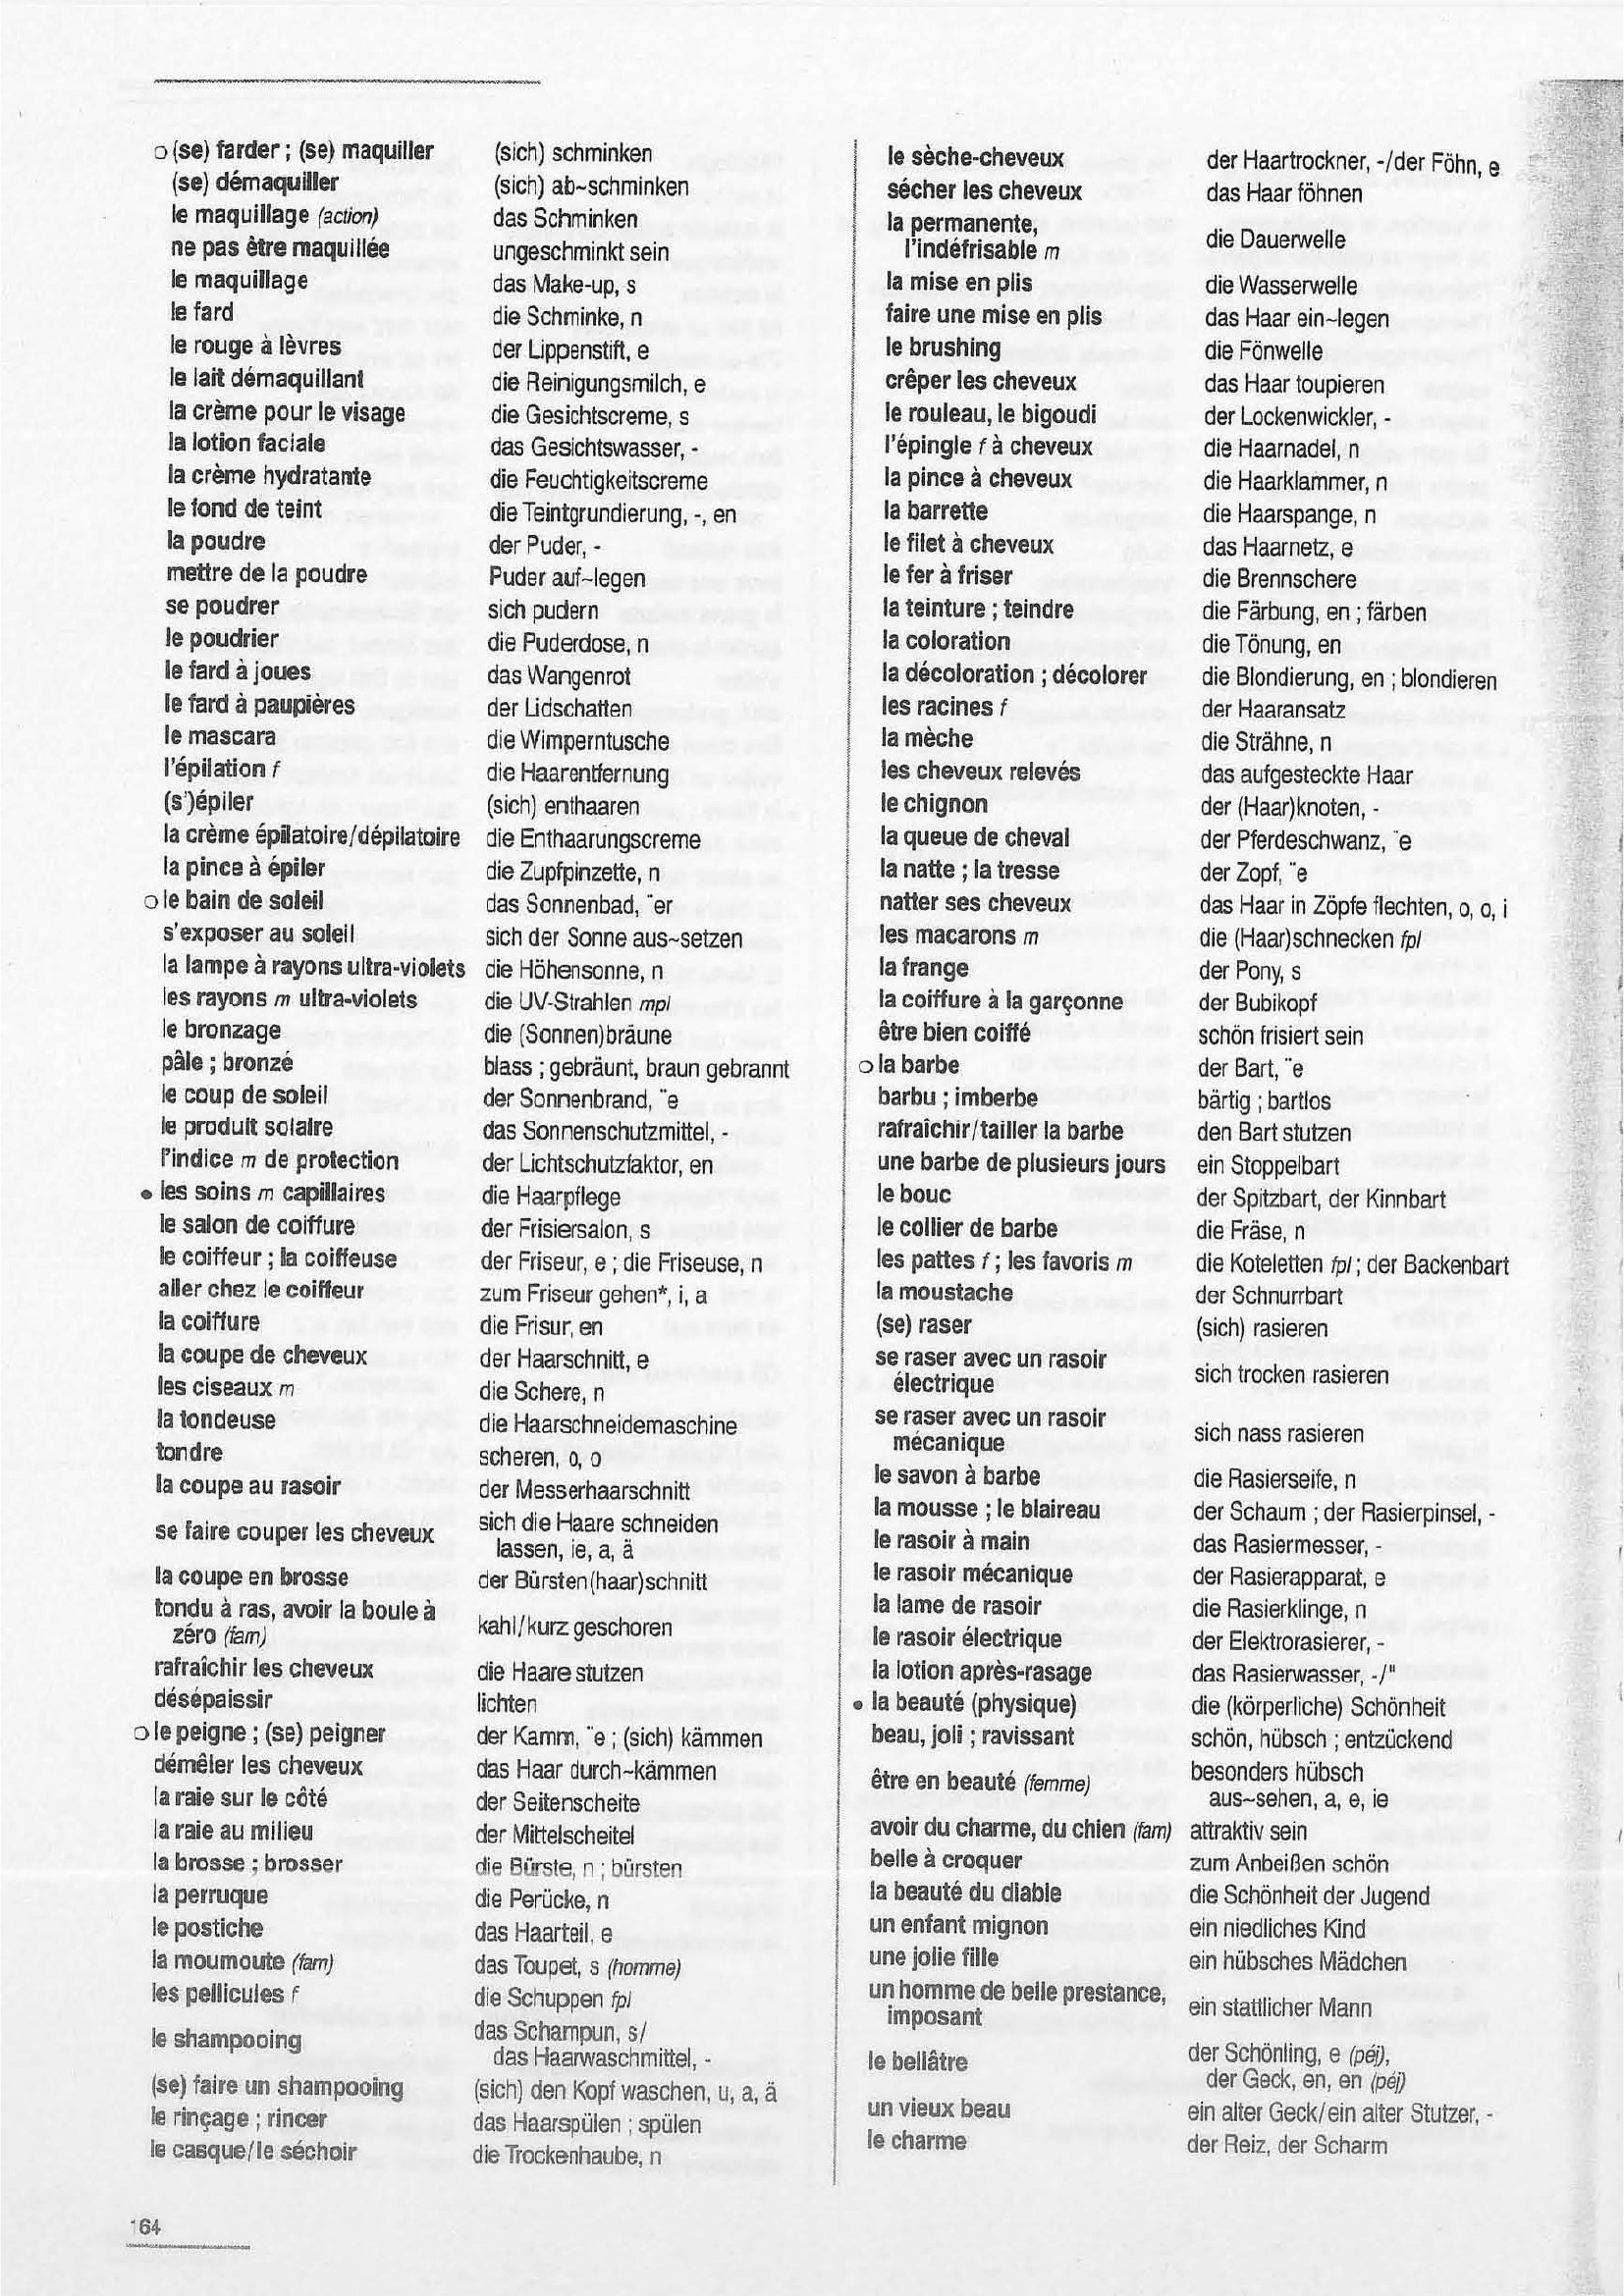 o (se) farder ; (se) maquiller (sich) schminken
(se) démaquiller (sich) ab~schminken
le maquillage (action) das Schminken
ne pas être maquillée ungeschminkt sein
le maquillage das Make-up, s
le fard die Schminke, n
le rouge à lèvres der Lippenstift, e
le lait démaquillant die Reinigungsmilch, e
la crème pour le visage die Gesichtscreme, s
la lotion faciale das Gesichtswasser, -
la crème hydratante die Feuchtigkeitscreme
le fond de teint die Teintgrundierung, -, en
la poudre der Puder, -
mettre de la poudre Puder auf~legen
se poudrer sich pudern
le poudrier die Puderdose, n
le fard à joues das Wangenrot
le fard à paupières der Lidschatten
le mascara die Wimperntusche
l'épilation f die Haarentfernung
(s')épiler (sich) enthaaren
la crème épilatoire/dépilatoire die Enthaarungscreme
la pince à épiler die Zupfpinzette, n
o le bain de soleil das Sonnenbad, ¨er
s'exposer au soleil sich der Sonne aus~setzen
la lampe à rayons ultra-violets die Höhensonne, n
les rayons m ultra-violets die UV-Strahlen mpl
le bronzage die (Sonnen)bräune
pâle ; bronzé blass ; gebräunt, braun gebrannt
le coup de soleil der Sonnenbrand, ¨e
le produit solaire das Sonnenschutzmittel, -
l'indice m de protection der Lichtschutzfaktor, en
• les soins m capillaires die Haarpflege
le salon de coiffure der Frisiersalon, s
le coiffeur ; la coiffeuse der Friseur, e ; die Friseuse, n
aller chez le coiffeur zum Friseur gehen*, i, a
la coiffure die Frisur, en
la coupe de cheveux der Haarschnitt, e
les ciseaux m die Schere, n
la tondeuse die Haarschneidemaschine
tondre scheren, o, o
la coupe au rasoir der Messerhaarschnitt
se faire couper les cheveux sich die Haare schneiden
lassen, ie, a, ä
la coupe en brosse der Bürsten(haar)schnitt
tondu à ras, avoir la boule à
zéro (fam) kahl/kurz geschoren
rafraîchir les cheveux die Haare stutzen
désépaissir lichten
o le peigne ; (se) peigner der Kamm, ¨e ; (sich) kämmen
démêler les cheveux das Haar durch~kämmen
la raie sur le côté der Seitenscheite
la raie au milieu der Mittelscheitel
la brosse ; brosser die Bürste, n ; bürsten
la perruque die Perücke, n
le postiche das Haarteil, e
la moumoute (fam) das Toupet, s (homme)
les pellicules f die Schuppen fpl
le shampooing das Schampun, s/
das Haarwaschmittel, -
(se) faire un shampooing (sich) den Kopf waschen, u, a, ä
le rinçage ; rincer das Haarspülen ; spülen
le casque/le séchoir die Trockenhaube, n
le sèche-cheveux der Haartrockner, -/der Föhn, e
sécher les cheveux das Haar föhnen
la permanente,
l'indéfrisable m die Dauerwelle
la mise en plis die Wasserwelle
faire une mise en plis das Haar ein~legen
le brushing die Fönwelle
crêper les cheveux das Haar toupieren
le rouleau, le bigoudi der Lockenwickler, -
l'épingle f à cheveux die Haarnadel, n
la pince à cheveux die Haarklammer, n
la barrette die Haarspange, n
le filet à cheveux das Haarnetz, e
le fer à friser die Brennschere
la teinture ; teindre die Färbung, en ; färben
la coloration die Tönung, en
la décoloration ; décolorer die Blondierung, en ; blondieren
les racines f der Haaransatz
la mèche die Strähne, n
les cheveux relevés das aufgesteckte Haar
le chignon der (Haar)knoten, -
la queue de cheval der Pferdeschwanz, ¨e
la natte ; la tresse der Zopf, ¨e
natter ses cheveux das Haar in Zöpfe flechten, o, o, i
les macarons m die (Haar)schnecken fpl
la frange der Pony, s
la coiffure à la garçonne der Bubikopf
être bien coiffé schön frisiert sein
o la barbe der Bart, ¨e
barbu ; imberbe bärtig ; bartlos
rafraîchir/tailler la barbe den Bart stutzen
une barbe de plusieurs jours ein Stoppelbart
le bouc der Spitzbart, der Kinnbart
le collier de barbe die Fräse, n
les pattes f ; les favoris m die Koteletten fpl ; der Backenbart
la moustache der Schnurrbart
(se) raser (sich) rasieren
se raser avec un rasoir
électrique sich trocken rasieren
se raser avec un rasoir
mécanique sich nass rasieren
le savon à barbe die Rasierseife, n
la mousse ; le blaireau der Schaum ; der Rasierpinsel, -
le rasoir à main das Rasiermesser, -
le rasoir mécanique der Rasierapparat, e
la lame de rasoir die Rasierklinge, n
le rasoir électrique der Elektrorasierer, -
la lotion après-rasage das Rasierwasser, -/¨
• la beauté (physique) die (körperliche) Schönheit
beau, joli ; ravissant schön, hübsch ; entzückend
être en beauté (femme) besonders hübsch
aus~sehen, a, e, ie
avoir du charme, du chien (fam) attraktiv sein
belle à croquer zum Anbeißen schön
la beauté du diable die Schönheit der Jugend
un enfant mignon ein niedliches Kind
une jolie fille ein hübsches Mädchen
un homme de belle prestance,
imposant ein stattlicher Mann
le bellâtre der Schönling, e (péj),
der Geck, en, en (péj)
un vieux beau ein alter Geck/ein alter Stutzer, -
le charme der Reiz, der Scharm
164